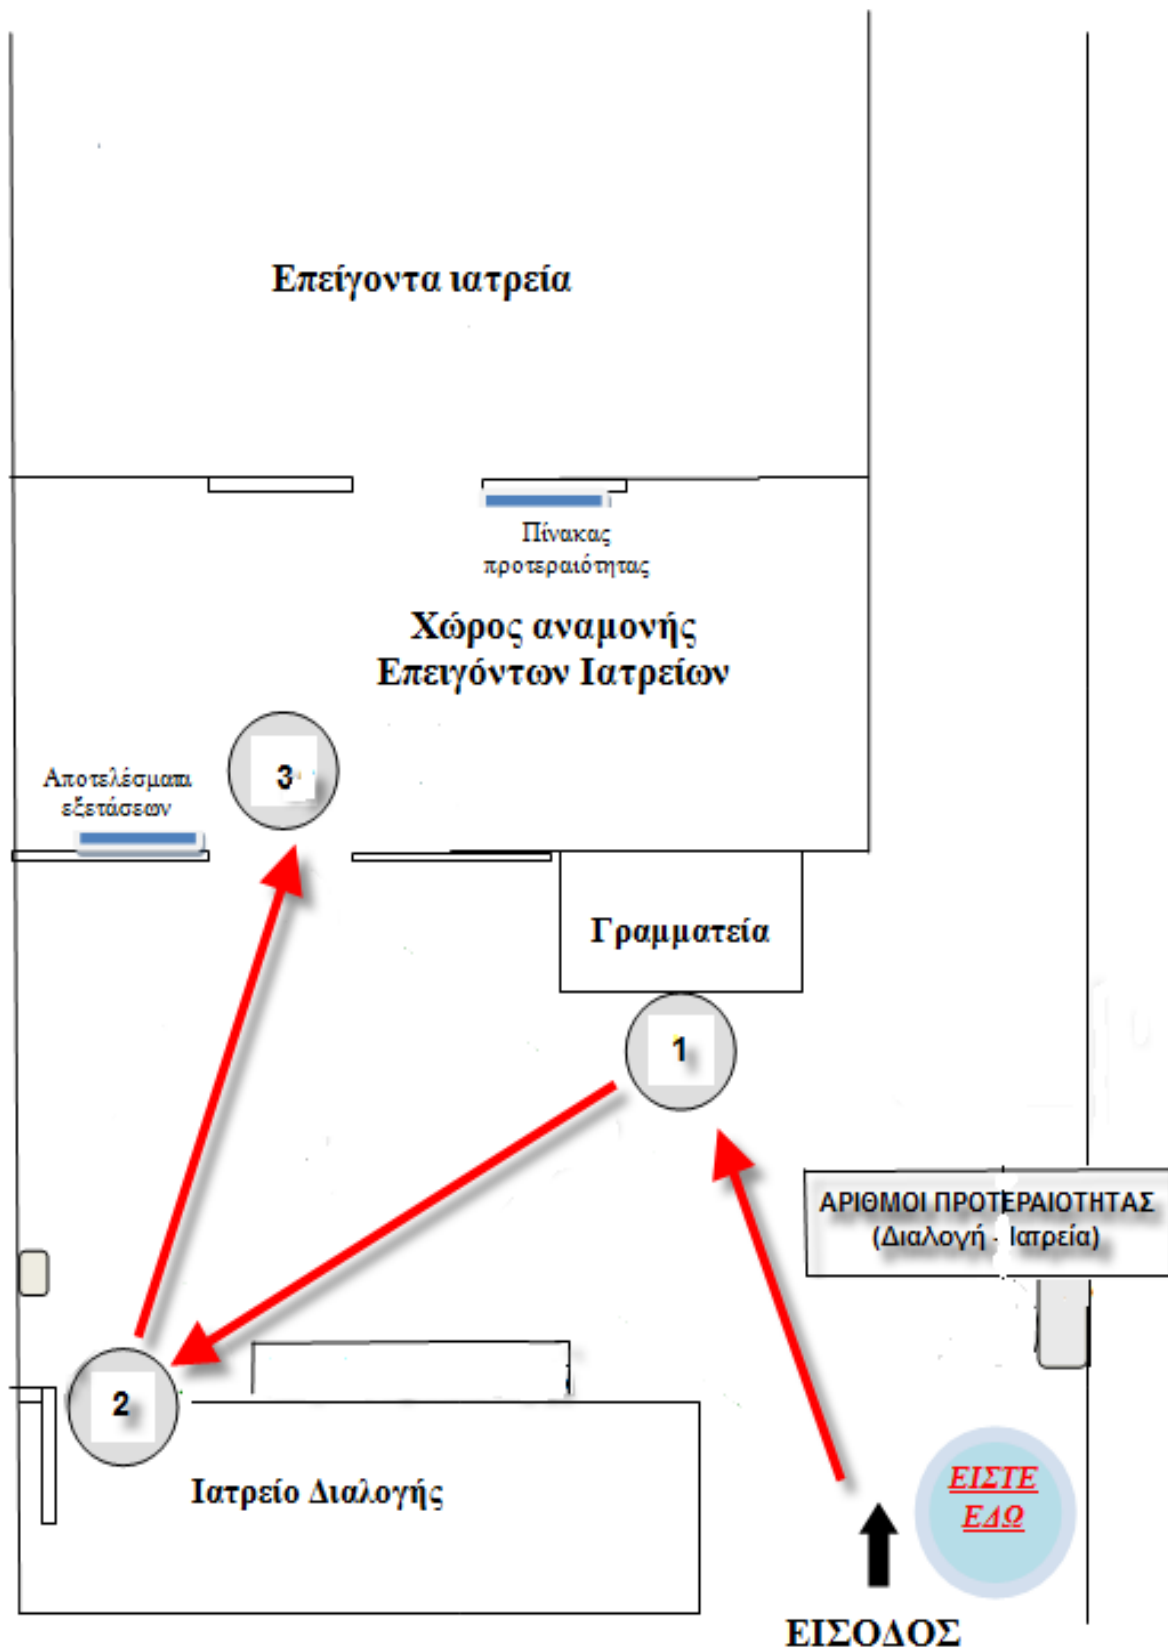 Επείγοντα ιατρεία
Πίνακας
προτεραιότητας
Χώρος αναμονής
Επειγόντων Ιατρείων
3
Αποτελέσματα
εξετάσεων
Γραμματεία
1
ΑΡΙΘΜΟΙ ΠΡΟΤΕΡΑΙΟΤΗΤΑΣ
(Διαλογή - Ιατρεία)
2
Ιατρείο Διαλογής
ΕΙΣΤΕ
ΕΔΩ
ΕΙΣΟΔΟΣ